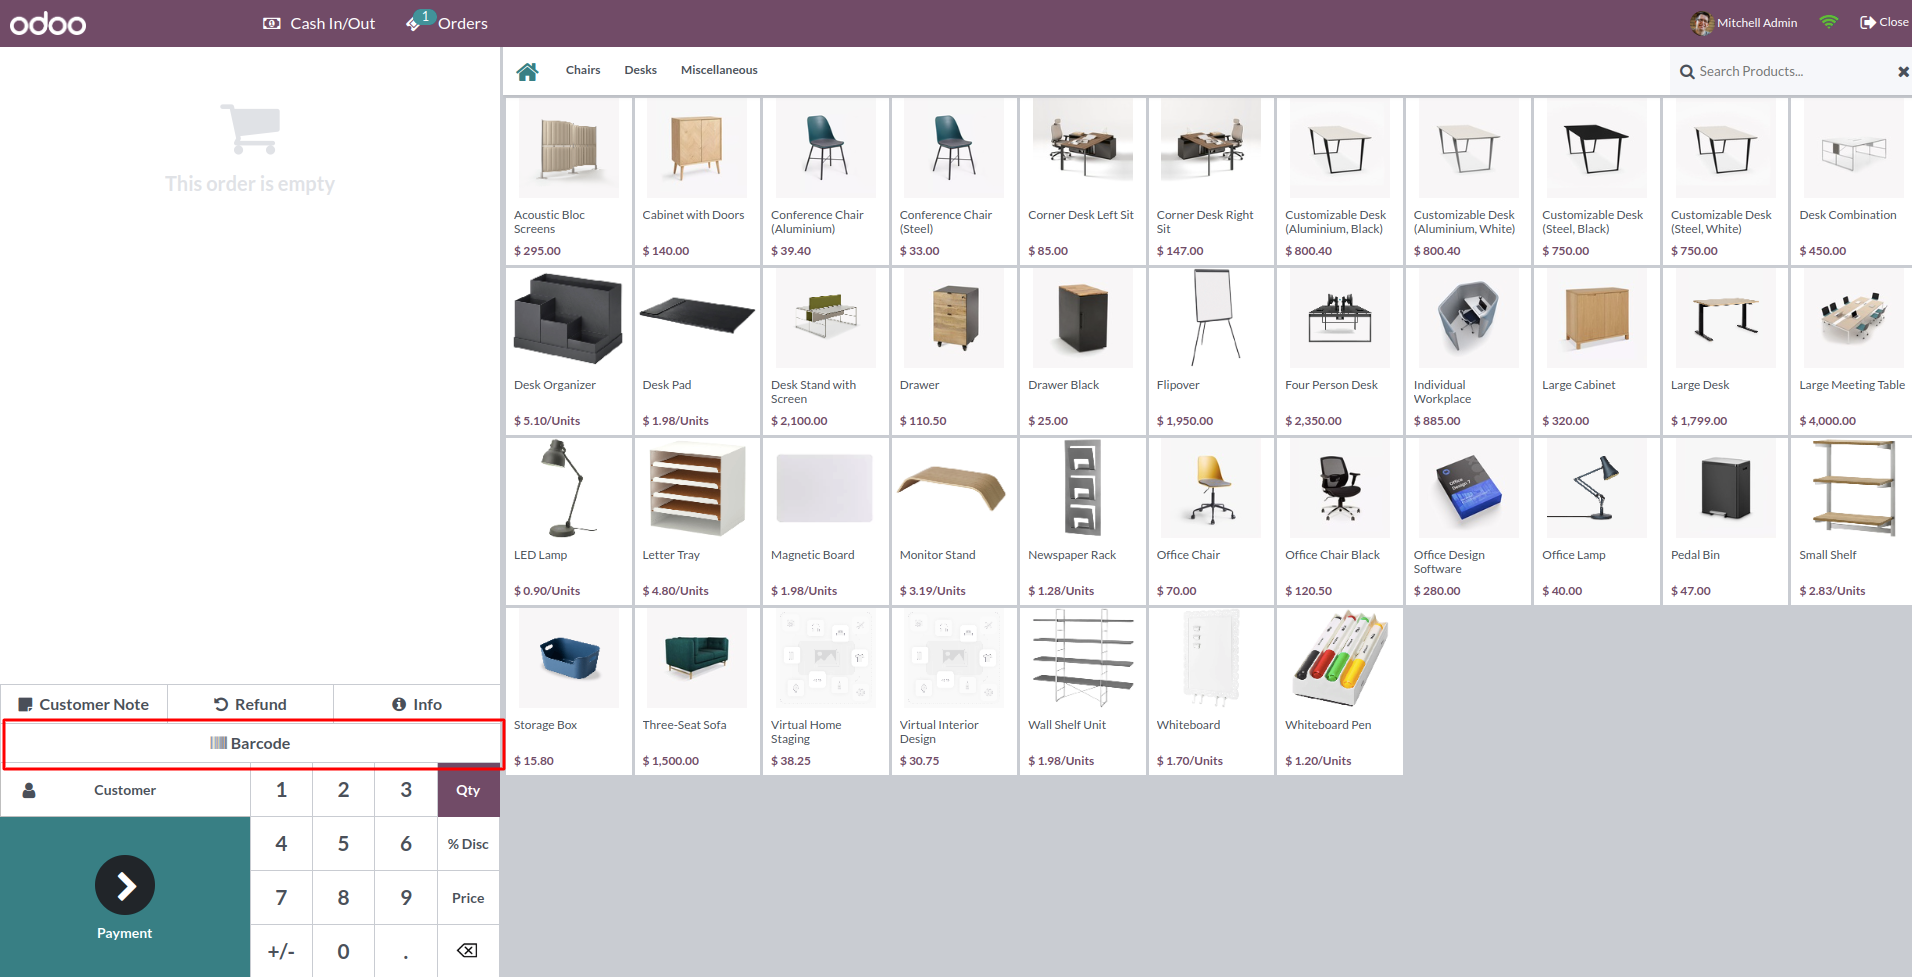 odoo
Cash In/Out
1
Orders
Mitchell Admin
Close
This order is empty
Chairs
Desks
Miscellaneous
Search Products...
Acoustic Bloc
Screens
$ 295.00
Cabinet with Doors
$ 140.00
Conference Chair
(Aluminium)
$ 39.40
Conference Chair
(Steel)
$ 33.00
Corner Desk Left Sit
$ 85.00
Corner Desk Right
Sit
$ 147.00
Customizable Desk
(Aluminium, Black)
$ 800.40
Customizable Desk
(Aluminium, White)
$ 800.40
Customizable Desk
(Steel, Black)
$ 750.00
Customizable Desk
(Steel, White)
$ 750.00
Desk Combination
$ 450.00
Desk Organizer
$ 5.10/Units
Desk Pad
$ 1.98/Units
Desk Stand with
Screen
$ 2,100.00
Drawer
$ 110.50
Drawer Black
$ 25.00
Flipover
$ 1,950.00
Four Person Desk
$ 2,350.00
Individual
Workplace
$ 885.00
Large Cabinet
$ 320.00
Large Desk
$ 1,799.00
Large Meeting Table
$ 4,000.00
LED Lamp
$ 0.90/Units
Letter Tray
$ 4.80/Units
Magnetic Board
$ 1.98/Units
Monitor Stand
$ 3.19/Units
Newspaper Rack
$ 1.28/Units
Office Chair
$ 70.00
Office Chair Black
$ 120.50
Office
Design 7
Office Design
Software
$ 280.00
Office Lamp
$ 40.00
Pedal Bin
$ 47.00
Small Shelf
$ 2.83/Units
Storage Box
$ 15.80
Three-Seat Sofa
$ 1,500.00
Virtual Home
Staging
$ 38.25
Virtual Interior
Design
$ 30.75
Wall Shelf Unit
$ 1.98/Units
Whiteboard
$ 1.70/Units
Whiteboard Pen
$ 1.20/Units
Customer Note
Refund
Info
Barcode
Customer
1
2
3
Qty
4
5
6
% Disc
7
8
9
Price
+/-
0
.
Payment